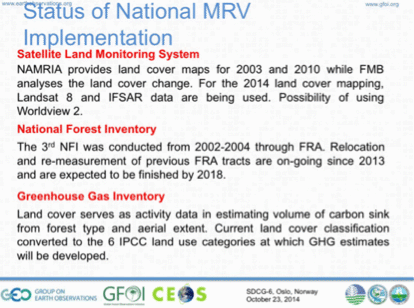 www.earthobservations.org
www.gfoi.org
Status of National MRV
Implementation
Satellite Land Monitoring System
NAMRIA provides land cover maps for 2003 and 2010 while FMB
analyses the land cover change. For the 2014 land cover mapping,
Landsat 8 and IFSAR data are being used. Possibility of using
Worldview 2.
National Forest Inventory
The 3rd NFI was conducted from 2002-2004 through FRA. Relocation
and re-measurement of previous FRA tracts are on-going since 2013
and are expected to be finished by 2018.
Greenhouse Gas Inventory
Land cover serves as activity data in estimating volume of carbon sink
from forest type and aerial extent. Current land cover classification
converted to the 6 IPCC land use categories at which GHG estimates
will be developed.
GEO GROUP ON
EARTH OBSERVATIONS
GFOI
CEOS
SDCG-6, Oslo, Norway
October 23, 2014